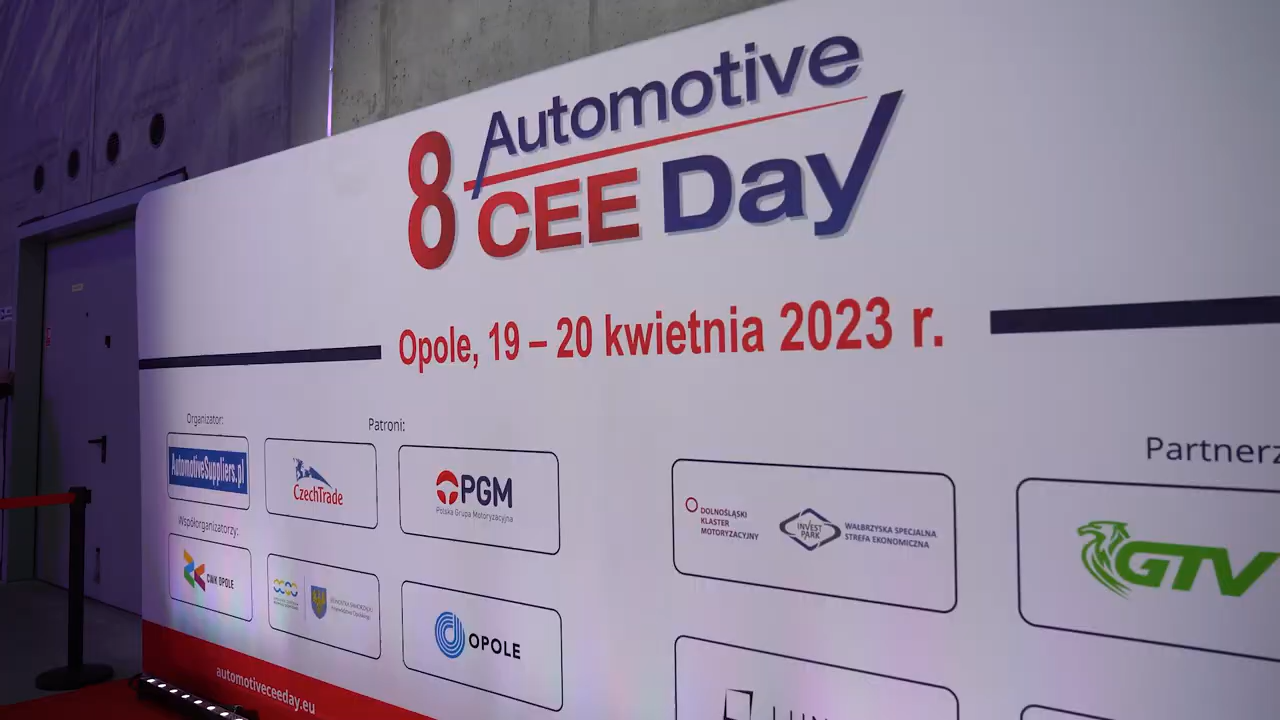 8 Automotive
CEE Day
Opole, 19 – 20 kwietnia 2023 r.
Organizator:
Patroni:
Partnerz
AutomotiveSuppliers.pl
CzechTrade
PGM
Polska Grupa Motoryzacyjna
DOLNOŚLĄSKI
KLASTER
MOTORYZACYJNY
INVEST
PARK
WAŁBRZYSKA SPECJALNA
STREFA EKONOMICZNA
GTV
Współorganizatorzy:
CWK OPOLE
OPOLE
automotiveceeday.eu